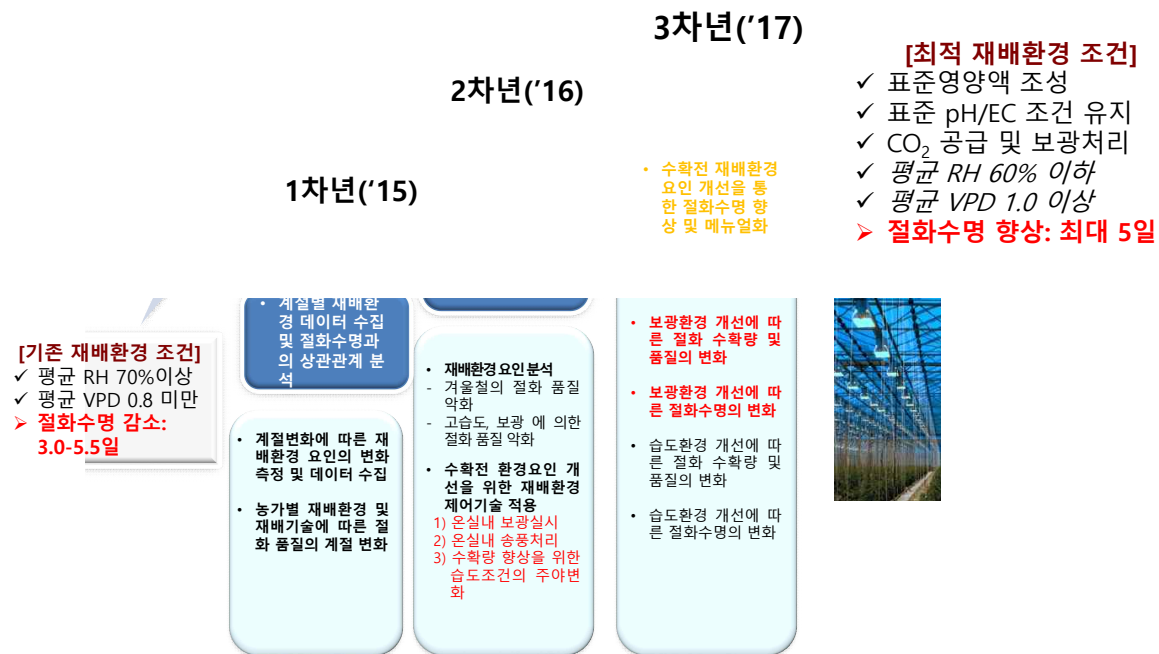 3차년('17)
2차년('16)
1차년('15)
[최적 재배환경 조건]
✓ 표준영양액 조성
✓ 표준 pH/EC 조건 유지
✓ CO₂ 공급 및 보광처리
✓ 평균 RH 60% 이하
✓ 평균 VPD 1.0 이상
➢ 절화수명 향상: 최대 5일
• 수확전 재배환경
요인 개선을 통
한 절화수명 향
상 및 메뉴얼화
[기존 재배환경 조건]
✓ 평균 RH 70%이상
✓ 평균 VPD 0.8 미만
➢ 절화수명 감소:
3.0-5.5일
• 계절별 재배환
경 데이터 수집
및 절화수명과
의 상관관계 분
석
• 계절변화에 따른 재
배환경 요인의 변화
측정 및 데이터 수집
• 농가별 재배환경 및
재배기술에 따른 절
화 품질의 계절 변화
• 재배환경 요인 분석
- 겨울철의 절화 품질
악화
- 고습도, 보광 에 의한
절화 품질 악화
• 수확전 환경요인 개
선을 위한 재배환경
제어기술 적용
1) 온실내 보광실시
2) 온실내 송풍처리
3) 수확량 향상을 위한
습도조건의 주야변
화
• 보광환경 개선에 따
른 절화 수확량 및
품질의 변화
• 보광환경 개선에 따
른 절화수명의 변화
• 습도환경 개선에 따
른 절화 수확량 및
품질의 변화
• 습도환경 개선에 따
른 절화수명의 변화